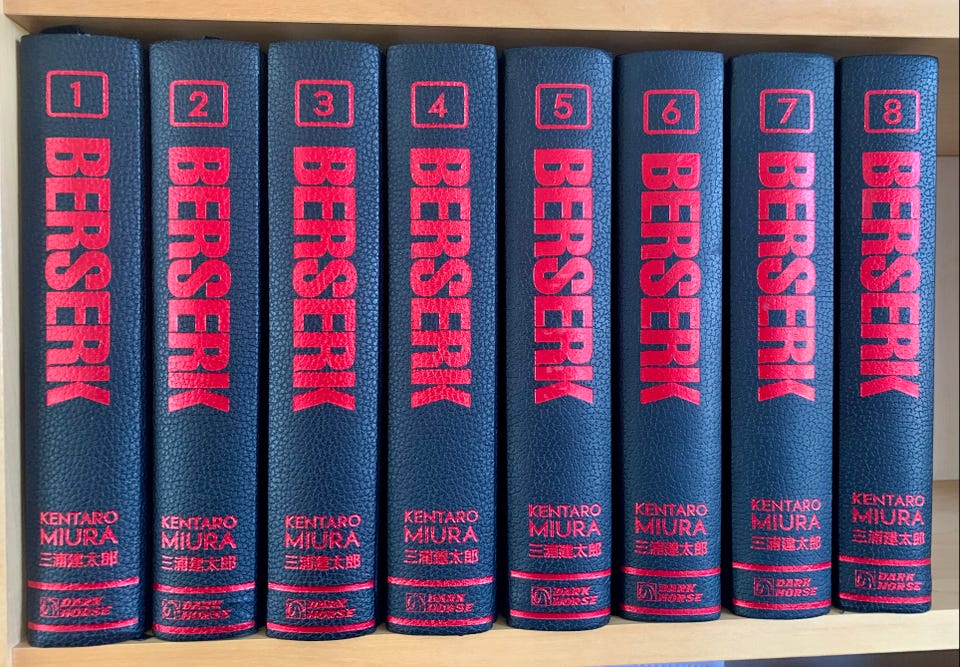 1
BERSERK
KENTARO
MIURA
三浦建太郎
DARK
HORSE
2
BERSERK
KENTARO
MIURA
三浦建太郎
DARK
HORSE
3
BERSERK
KENTARO
MIURA
三浦建太郎
DARK
HORSE
4
BERSERK
KENTARO
MIURA
三浦建太郎
DARK
HORSE
5
BERSERK
KENTARO
MIURA
三浦建太郎
DARK
HORSE
6
BERSERK
KENTARO
MIURA
三浦建太郎
DARK
HORSE
7
BERSERK
KENTARO
MIURA
三浦建太郎
DARK
HORSE
8
BERSERK
KENTARO
MIURA
三浦建太郎
DARK
HORSE